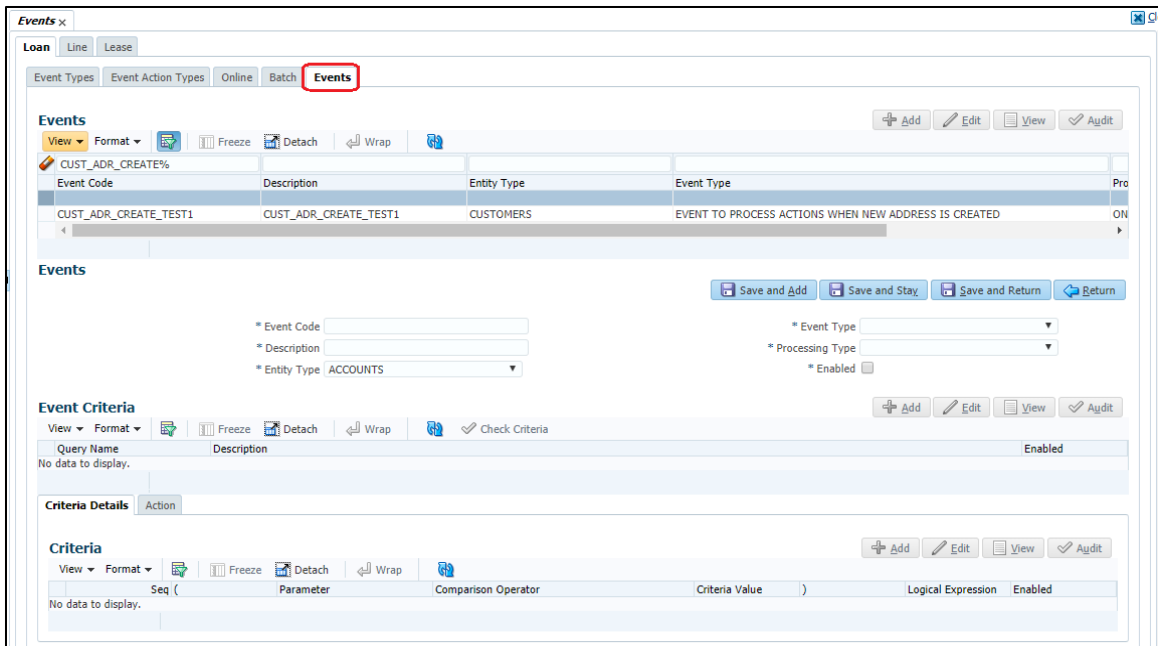 Events × Cl
Loan Line Lease
Event Types Event Action Types Online Batch Events
Events Add Edit View Audit
View Format Freeze Detach Wrap
CUST_ADR_CREATE%
Event Code Description Entity Type Event Type Pro
CUST_ADR_CREATE_TEST1 CUST_ADR_CREATE_TEST1 CUSTOMERS EVENT TO PROCESS ACTIONS WHEN NEW ADDRESS IS CREATED ON
Events
Save and Add Save and Stay Save and Return Return
* Event Code * Event Type
* Description * Processing Type
* Entity Type ACCOUNTS * Enabled
Event Criteria Add Edit View Audit
View Format Freeze Detach Wrap Check Criteria
Query Name Description Enabled
No data to display.
Criteria Details Action
Criteria Add Edit View Audit
View Format Freeze Detach Wrap
Seq ( Parameter Comparison Operator Criteria Value ) Logical Expression Enabled
No data to display.